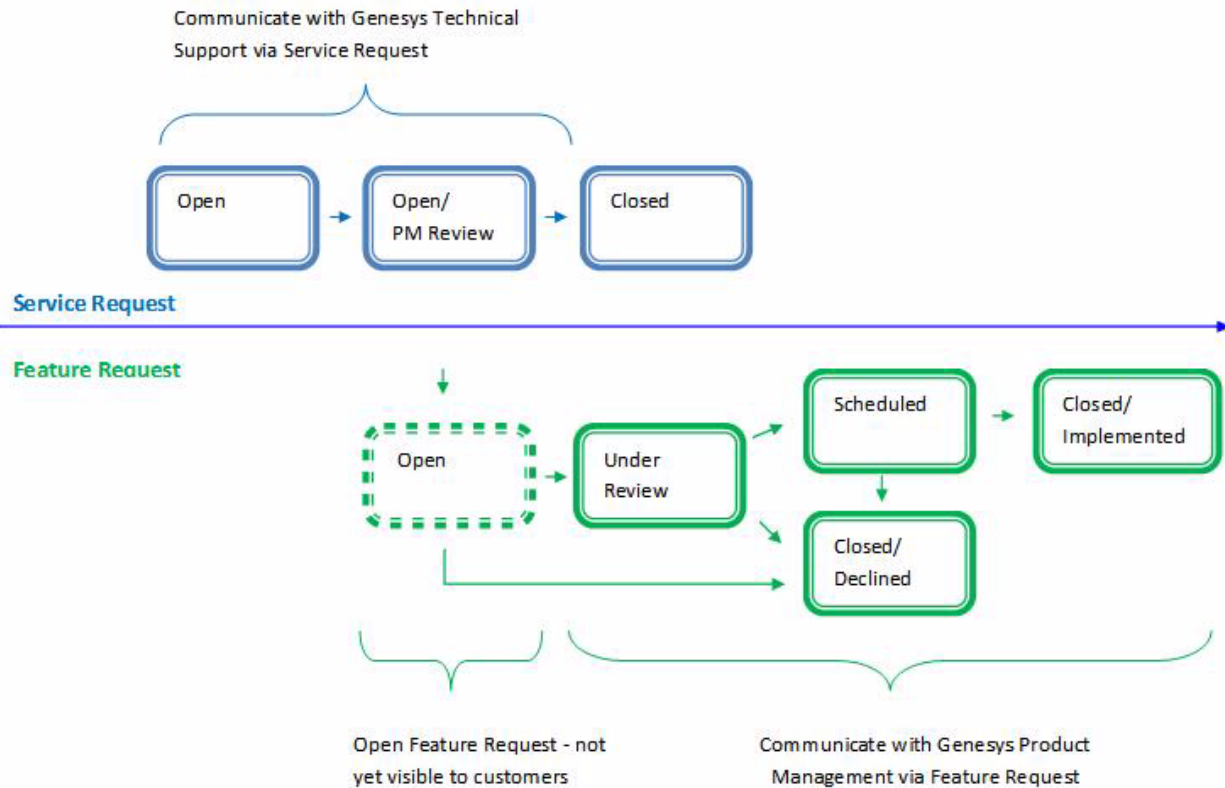 Communicate with Genesys Technical
Support via Service Request
Open
Open/
PM Review
Closed
Service Request
Feature Request
Open
Under
Review
Scheduled
Closed/
Implemented
Closed/
Declined
Open Feature Request - not
yet visible to customers
Communicate with Genesys Product
Management via Feature Request